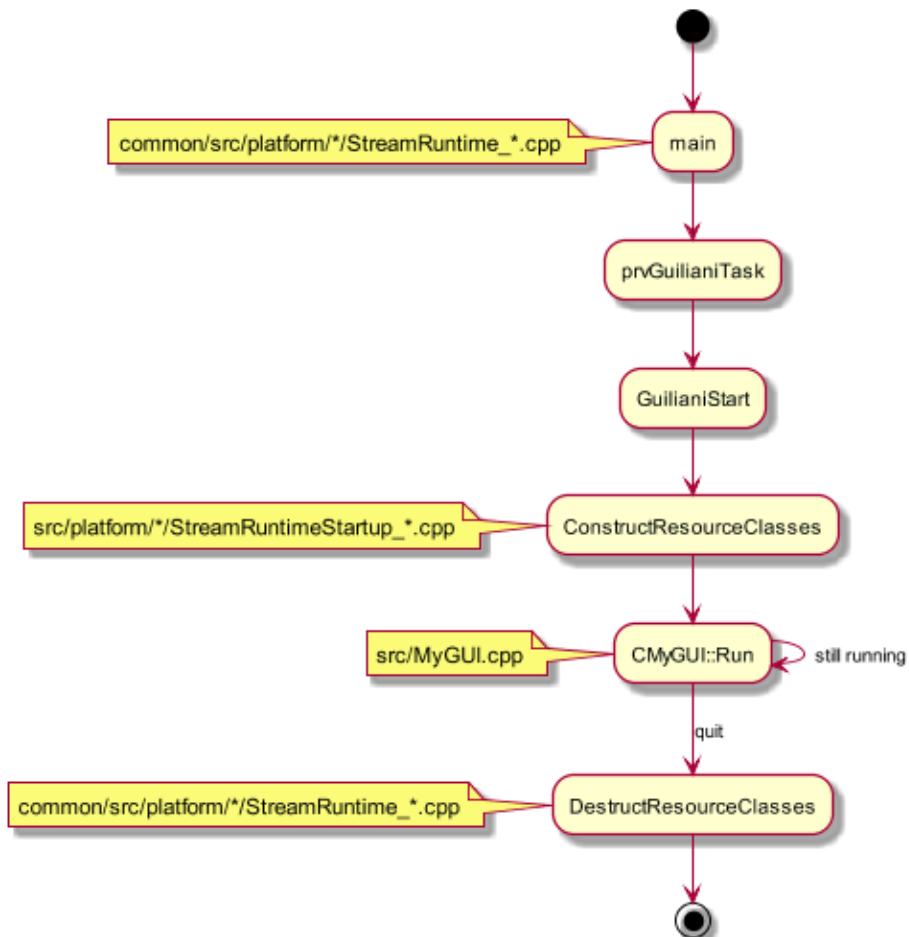 common/src/platform/*/StreamRuntime_*.cpp
main
prvGuilianiTask
GuilianiStart
src/platform/*/StreamRuntimeStartup_*.cpp
ConstructResourceClasses
src/MyGUI.cpp
CMyGUI::Run
still running
quit
common/src/platform/*/StreamRuntime_*.cpp
DestructResourceClasses